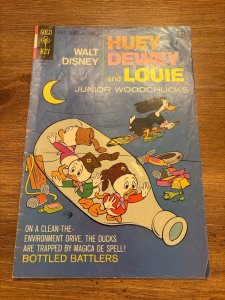 GOLD
KEY
WALT
DISNEY
HUEY
DEWEY
and LOUIE
JUNIOR WOODCHUCKS
ON A CLEAN-THE-
ENVIRONMENT DRIVE, THE DUCKS
ARE TRAPPED BY MAGICA DE SPELL!
BOTTLED BATTLERS